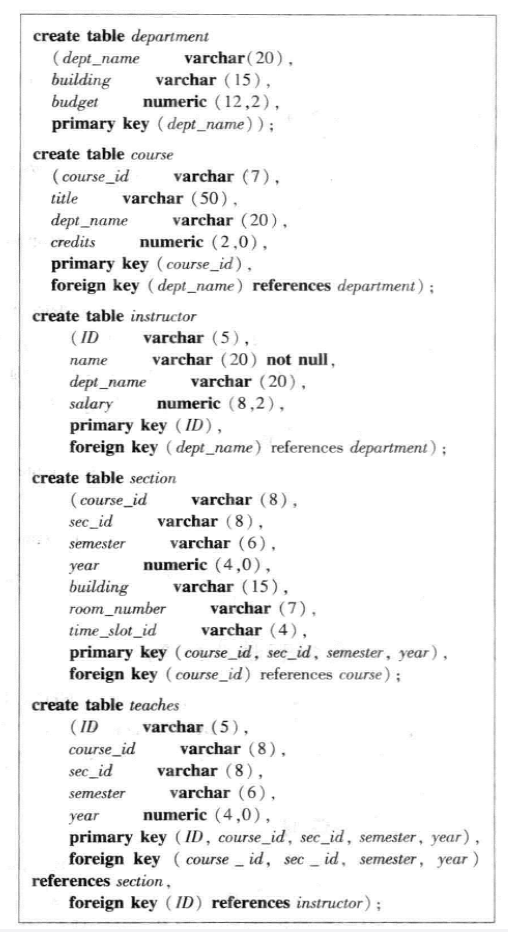 create table department
(dept_name varchar(20),
building varchar (15),
budget numeric (12,2),
primary key (dept_name));
create table course
(course_id varchar (7),
title varchar (50),
dept_name varchar (20),
credits numeric (2,0),
primary key (course_id),
foreign key (dept_name) references department);
create table instructor
(ID varchar (5),
name varchar (20) not null,
dept_name varchar (20),
salary numeric (8,2),
primary key (ID),
foreign key (dept_name) references department);
create table section
(course_id varchar (8),
sec_id varchar (8),
semester varchar (6),
year numeric (4,0),
building varchar (15),
room_number varchar (7),
time_slot_id varchar (4),
primary key (course_id, sec_id, semester, year),
foreign key (course_id) references course);
create table teaches
(ID varchar (5),
course_id varchar (8),
sec_id varchar (8),
semester varchar (6),
year numeric (4,0),
primary key (ID, course_id, sec_id, semester, year),
foreign key (course _ id, sec _ id, semester, year)
references section,
foreign key (ID) references instructor);